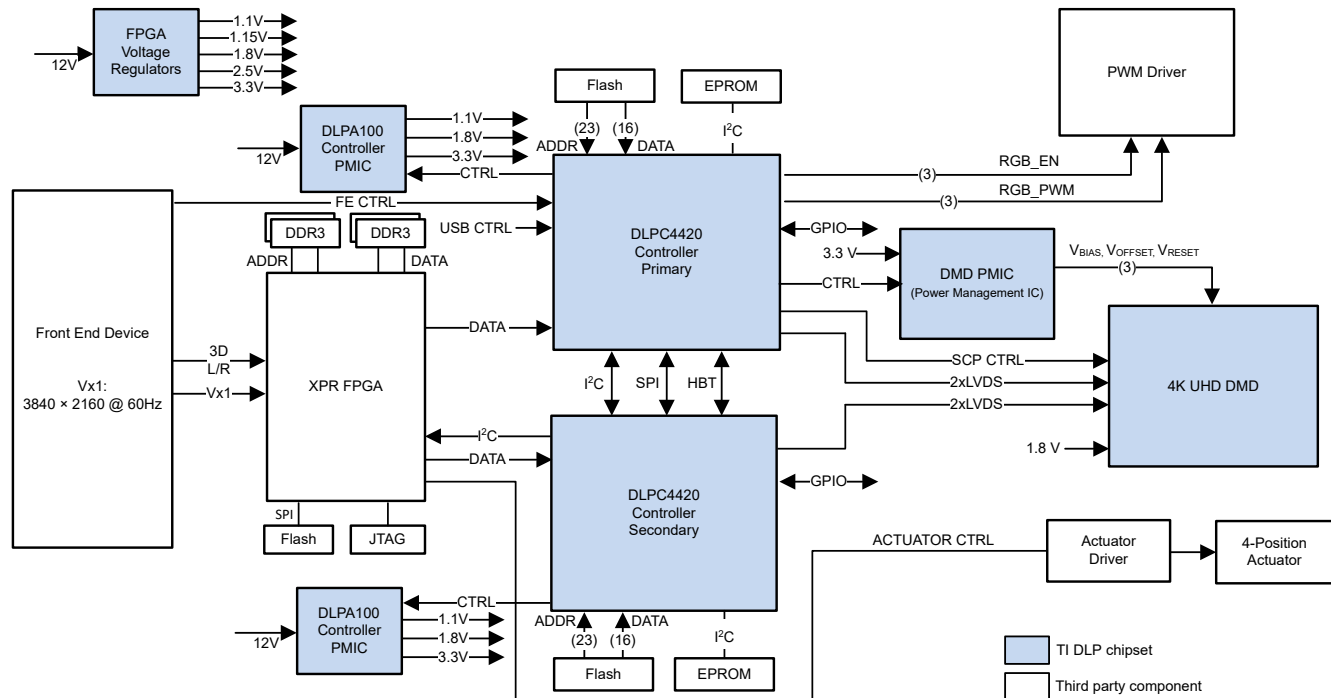 FPGA
Voltage
Regulators
12V
1.1V
1.15V
1.8V
2.5V
3.3V
DLPA100
Controller
PMIC
12V
1.1V
1.8V
3.3V
CTRL
Flash
(23)
(16)
ADDR
DATA
EPROM
I²C
PWM Driver
RGB_EN
(3)
RGB_PWM
(3)
FE CTRL
USB CTRL
DLPC4420
Controller
Primary
GPIO
3.3 V
CTRL
DMD PMIC
(Power Management IC)
VBIAS, VOFFSET, VRESET
(3)
DDR3
DDR3
ADDR
DATA
Front End Device
Vx1:
3840 × 2160 @ 60Hz
3D
L/R
Vx1
XPR FPGA
DATA
I²C
SPI
HBT
SCP CTRL
2xLVDS
2xLVDS
4K UHD DMD
1.8 V
I²C
DATA
DLPC4420
Controller
Secondary
GPIO
SPI
Flash
JTAG
ACTUATOR CTRL
Actuator
Driver
4-Position
Actuator
DLPA100
Controller
PMIC
12V
CTRL
1.1V
1.8V
3.3V
ADDR
DATA
(23)
(16)
Flash
I²C
EPROM
TI DLP chipset
Third party component